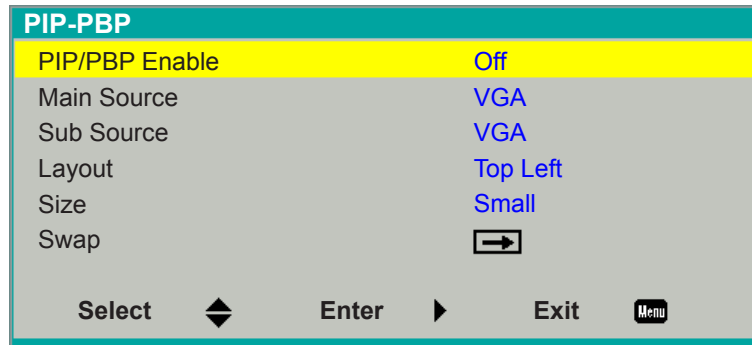 PIP-PBP
PIP/PBP Enable Off
Main Source VGA
Sub Source VGA
Layout Top Left
Size Small
Swap
Select Enter Exit Menu